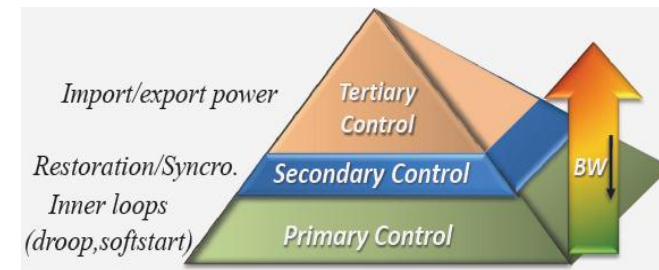 Import/export power
Tertiary
Control
Restoration/Syncro.
Secondary Control
BW
Inner loops
(droop,softstart)
Primary Control